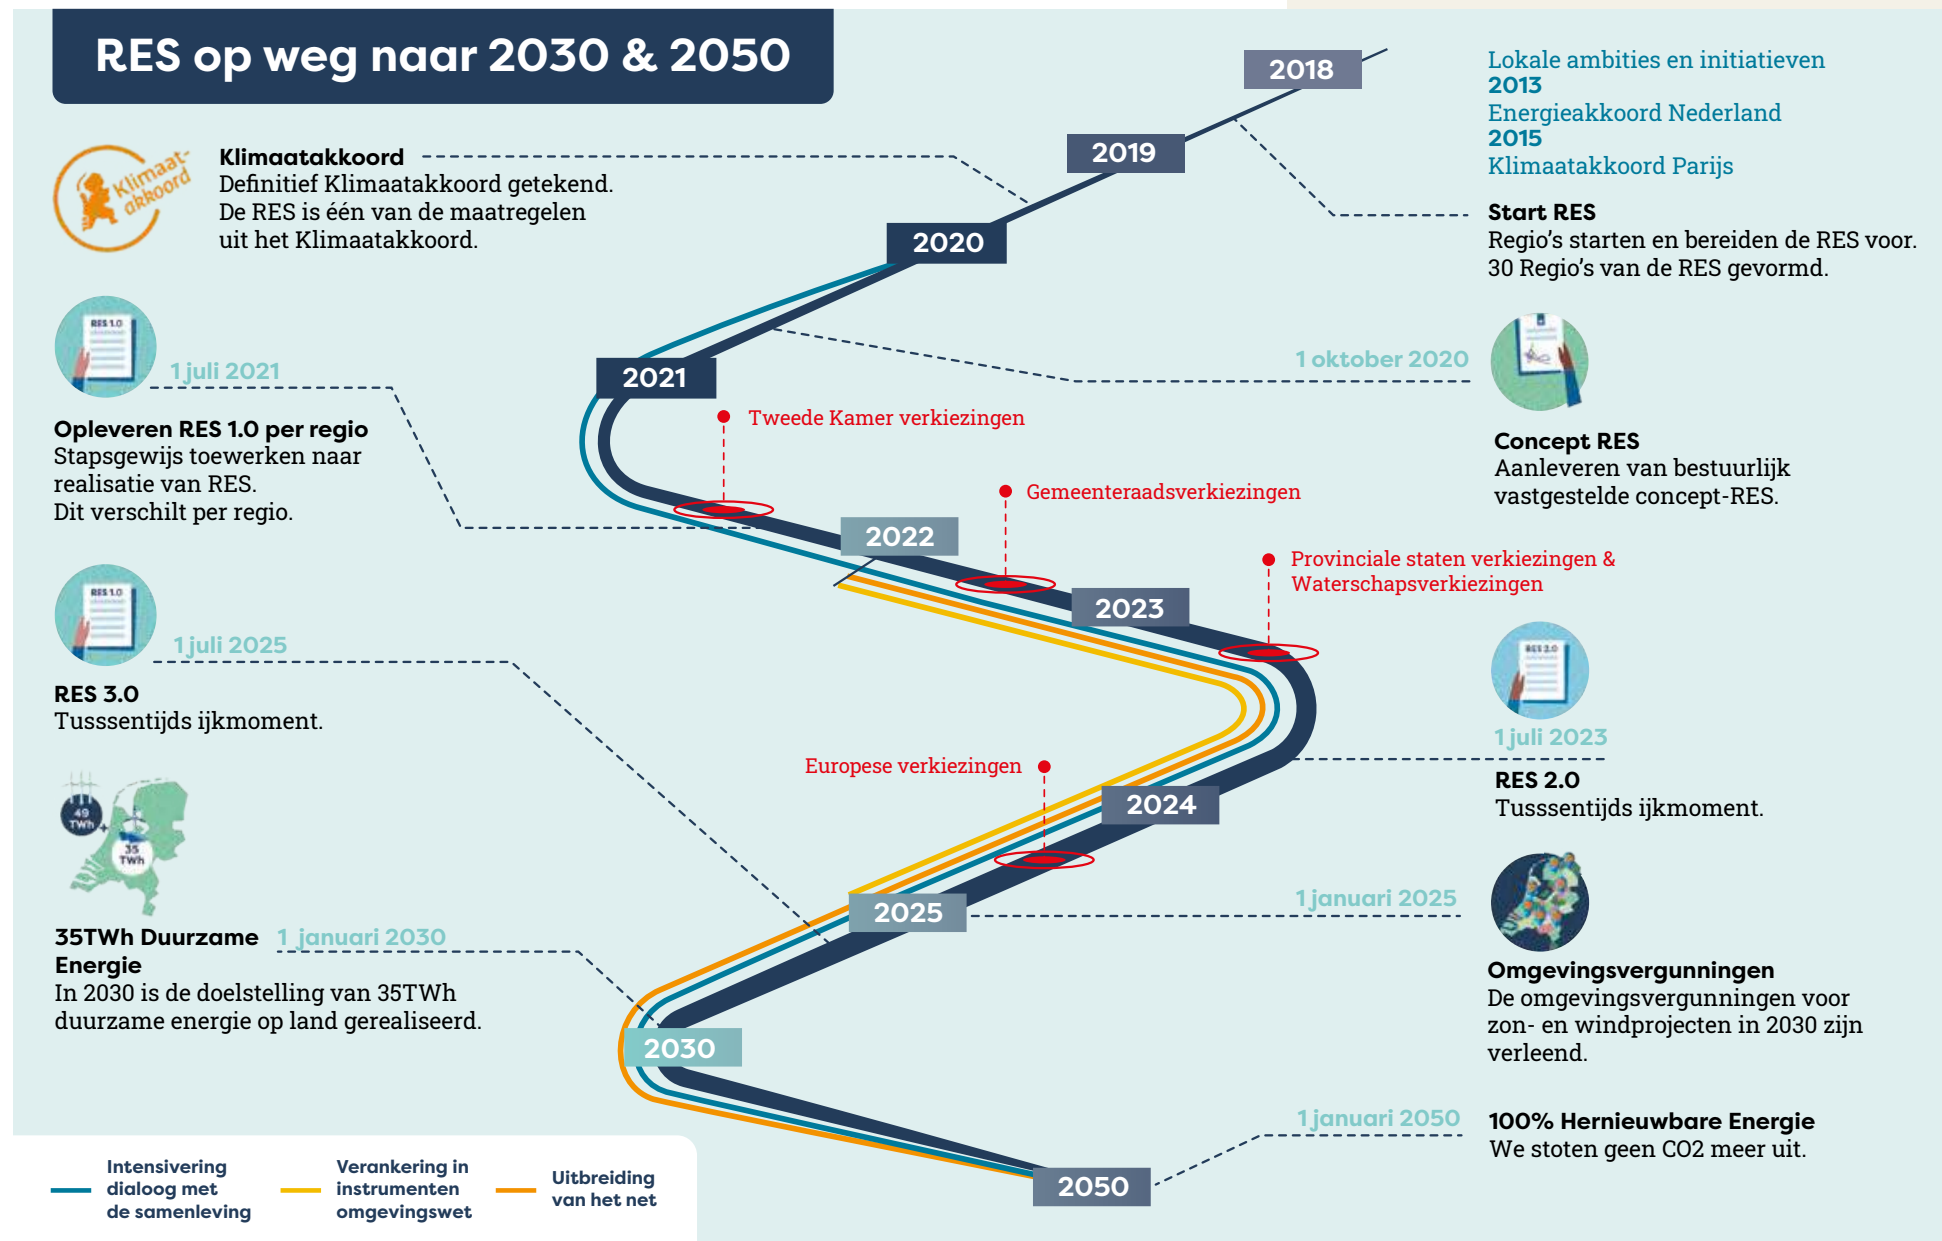 RES op weg naar 2030 & 2050
2018
Lokale ambities en initiatieven
2013
Energieakkoord Nederland
2015
Klimaatakkoord Parijs
2019
Klimaat-
akkoord
Klimaatakkoord
Definitief Klimaatakkoord getekend.
De RES is één van de maatregelen
uit het Klimaatakkoord.
Start RES
Regio's starten en bereiden de RES voor.
30 Regio's van de RES gevormd.
2020
RES 1.0
1 juli 2021
Opleveren RES 1.0 per regio
Stapsgewijs toewerken naar
realisatie van RES.
Dit verschilt per regio.
2021
1 oktober 2020
Concept RES
Aanleveren van bestuurlijk
vastgestelde concept-RES.
Tweede Kamer verkiezingen
Gemeenteraadsverkiezingen
2022
Provinciale staten verkiezingen &
Waterschapsverkiezingen
2023
RES 1.0
1 juli 2025
RES 3.0
Tusssentijds ijkmoment.
RES 2.0
1 juli 2023
RES 2.0
Tusssentijds ijkmoment.
Europese verkiezingen
2024
49
TWh
+
35
TWh
35TWh Duurzame
Energie
1 januari 2030
In 2030 is de doelstelling van 35TWh
duurzame energie op land gerealiseerd.
2025
1 januari 2025
Omgevingsvergunningen
De omgevingsvergunningen voor
zon- en windprojecten in 2030 zijn
verleend.
2030
1 januari 2050
100% Hernieuwbare Energie
We stoten geen CO2 meer uit.
2050
Intensivering
dialoog met
de samenleving
Verankering in
instrumenten
omgevingswet
Uitbreiding
van het net